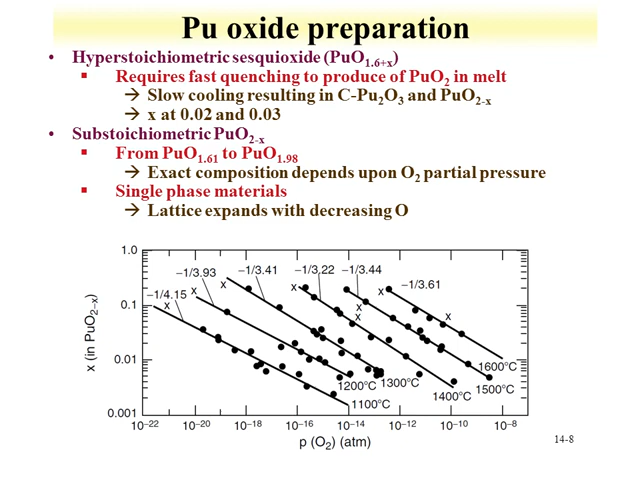 Pu oxide preparation
• Hyperstoichiometric sesquioxide (PuO1.6+x)
▪ Requires fast quenching to produce of PuO2 in melt
→ Slow cooling resulting in C-Pu2O3 and PuO2-x
→ x at 0.02 and 0.03
• Substoichiometric PuO2-x
▪ From PuO1.61 to PuO1.98
→ Exact composition depends upon O2 partial pressure
▪ Single phase materials
→ Lattice expands with decreasing O
1.0
0.1
0.01
0.001
x (in PuO2−x)
−1/4.15
−1/3.93
−1/3.41
−1/3.22
−1/3.44
−1/3.61
x x x x x x x x x
1100°C
1200°C
1300°C
1400°C
1500°C
1600°C
10−22 10−20 10−18 10−16 10−14 10−12 10−10 10−8
p (O2) (atm)
14-8